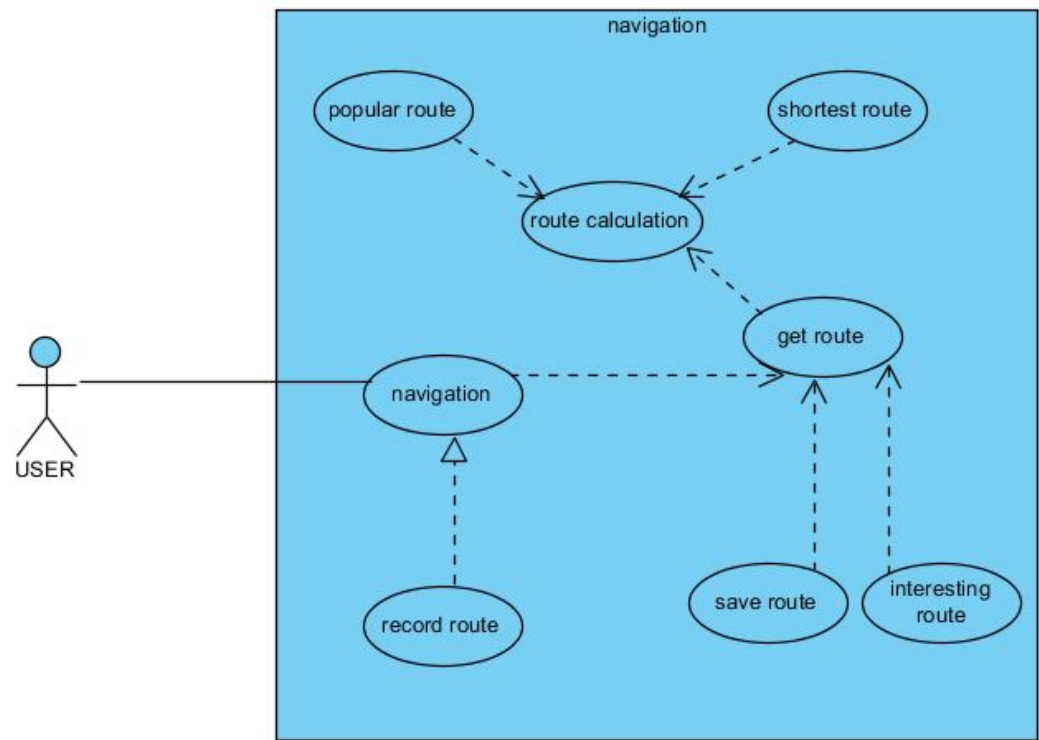 navigation
popular route
shortest route
route calculation
get route
navigation
USER
record route
save route
interesting
route